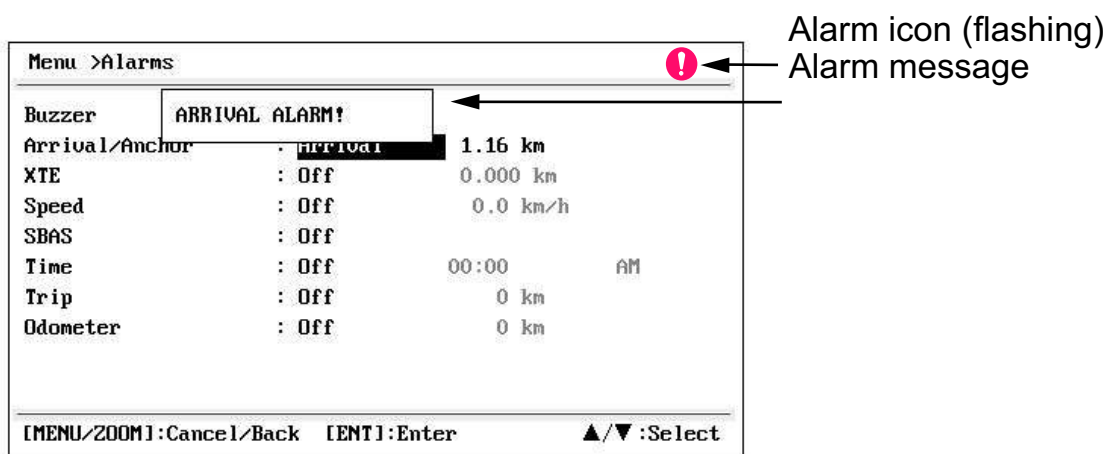 Alarm icon (flashing)
Menu >Alarms
Alarm message
Buzzer
ARRIVAL ALARM!
Arrival/Anchor : Arrival 1.16 km
XTE : Off 0.000 km
Speed : Off 0.0 km/h
SBAS : Off
Time : Off 00:00 AM
Trip : Off 0 km
Odometer : Off 0 km
[MENU/ZOOM]:Cancel/Back [ENT]:Enter ▲/▼:Select